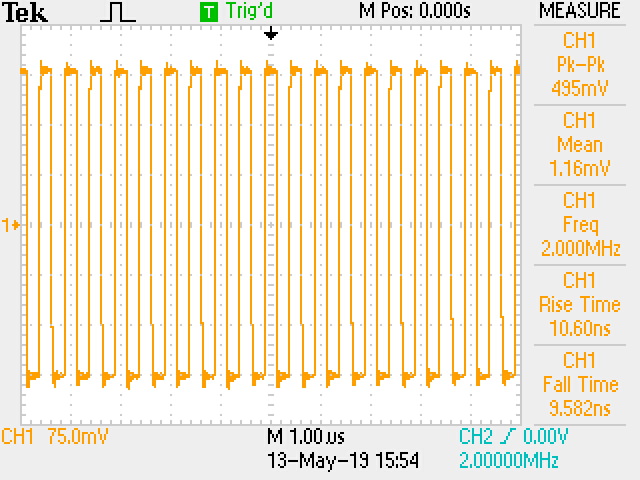 Tek T Trig'd M Pos: 0.000s MEASURE
CH1
Pk-Pk
495mV
CH1
Mean
1.16mV
1
CH1
Freq
2.000MHz
CH1
Rise Time
10.60ns
CH1
Fall Time
9.582ns
CH1 75.0mV M 1.00us CH2 0.00V
13-May-19 15:54 2.00000MHz